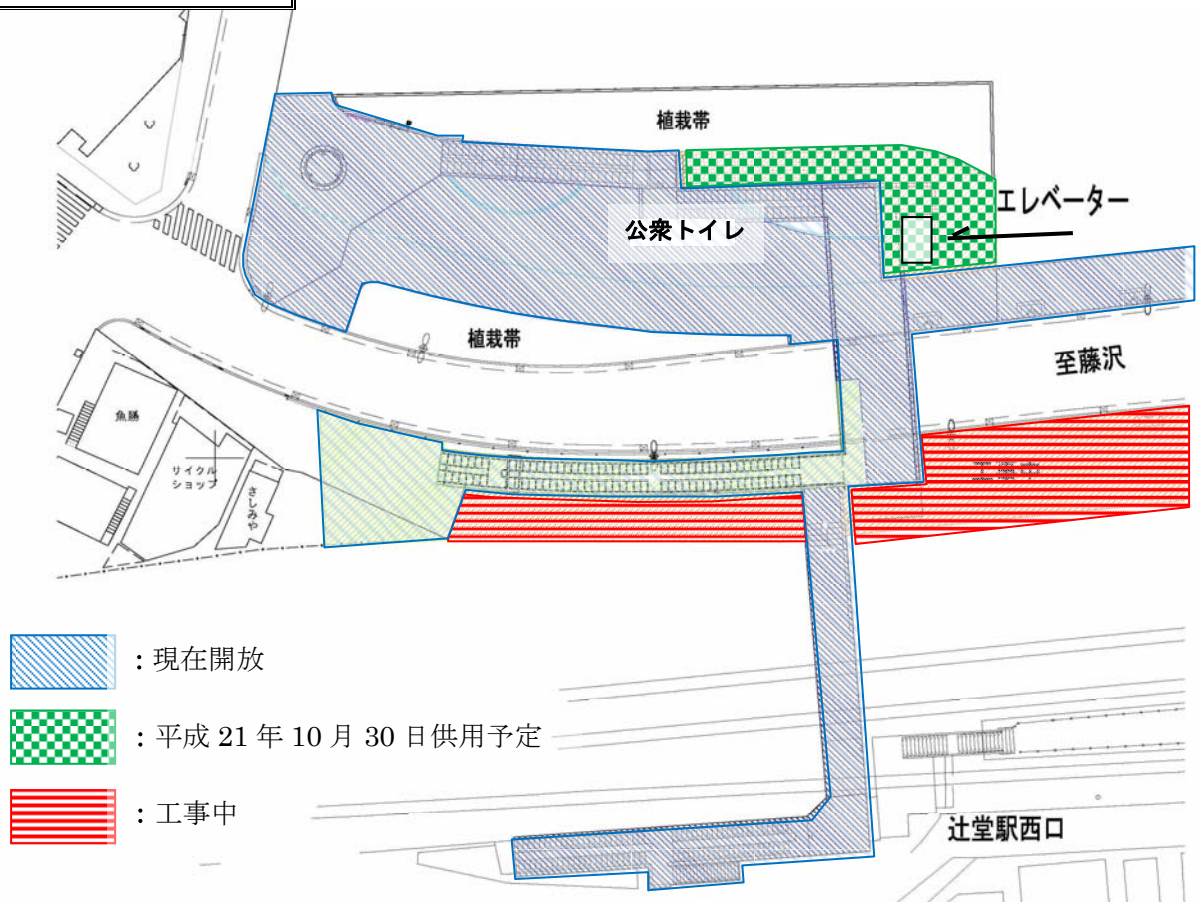 植栽帯
エレベーター
公衆トイレ
植栽帯
至藤沢
魚勝
サイクル
ショップ
さしみや
：現在開放
：平成 21 年 10 月 30 日供用予定
：工事中
辻堂駅西口